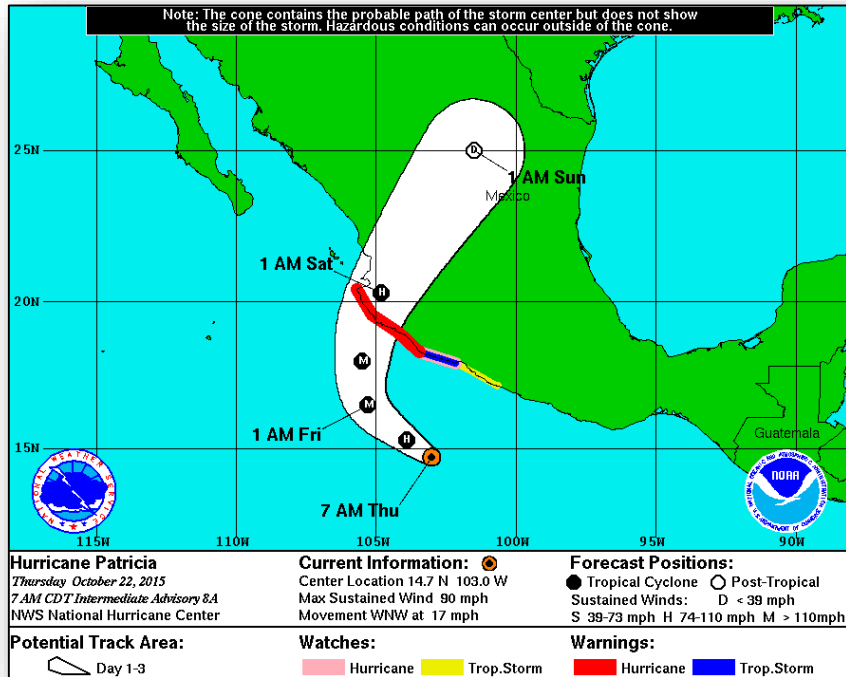 Note: The cone contains the probable path of the storm center but does not show
the size of the storm. Hazardous conditions can occur outside of the cone.
25N
D
1 AM Sun
Mexico
1 AM Sat
H
20N
M
M
1 AM Fri
H
15N
Guatemala
7 AM Thu
NATIONAL WEATHER SERVICE
NOAA
115W 110W 105W 100W 95W 90W
Hurricane Patricia
Thursday October 22, 2015
7 AM CDT Intermediate Advisory 8A
NWS National Hurricane Center
Current Information:
Center Location 14.7 N 103.0 W
Max Sustained Wind 90 mph
Movement WNW at 17 mph
Forecast Positions:
Tropical Cyclone Post-Tropical
Sustained Winds: D < 39 mph
S 39-73 mph H 74-110 mph M > 110mph
Potential Track Area:
Day 1-3
Watches:
Hurricane Trop.Storm
Warnings:
Hurricane Trop.Storm